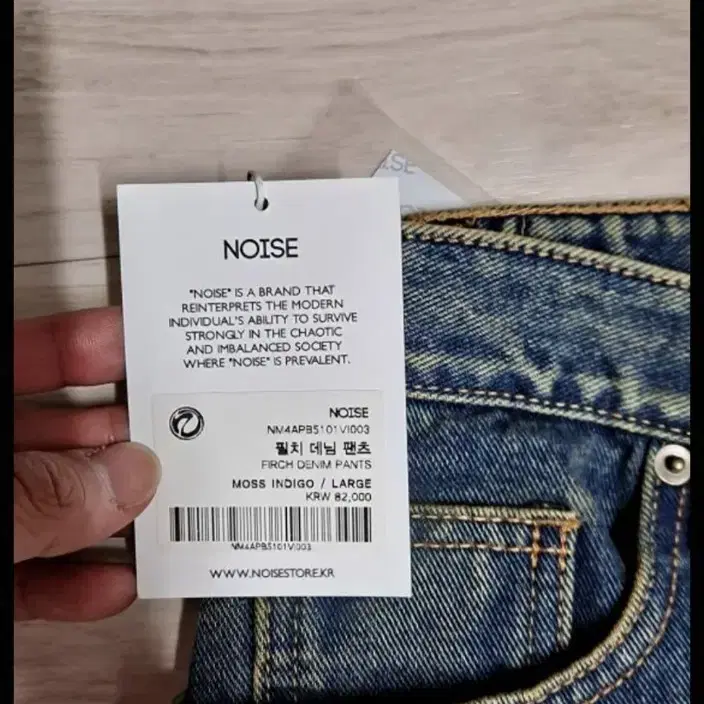 NOISE
"NOISE" IS A BRAND THAT
REINTERPRETS THE MODERN
INDIVIDUAL'S ABILITY TO SURVIVE
STRONGLY IN THE CHAOTIC
AND IMBALANCED SOCIETY
WHERE "NOISE" IS PREVALENT.
NOISE
NM4APB5101VI003
필치 데님 팬츠
FIRCH DENIM PANTS
MOSS INDIGO / LARGE
KRW 82,000
NM4APB5101VI003
WWW.NOISESTORE.KR